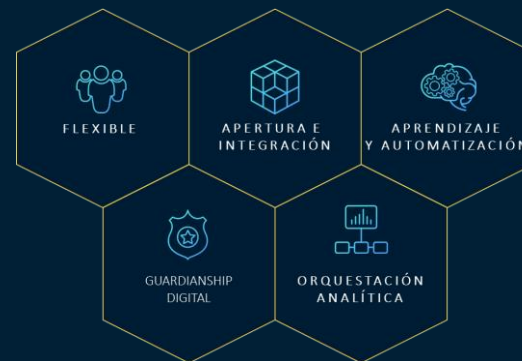 FLEXIBLE
APERTURA E
INTEGRACIÓN
APRENDIZAJE
Y AUTOMATIZACIÓN
GUARDIANSHIP
DIGITAL
ORQUESTACIÓN
ANALÍTICA